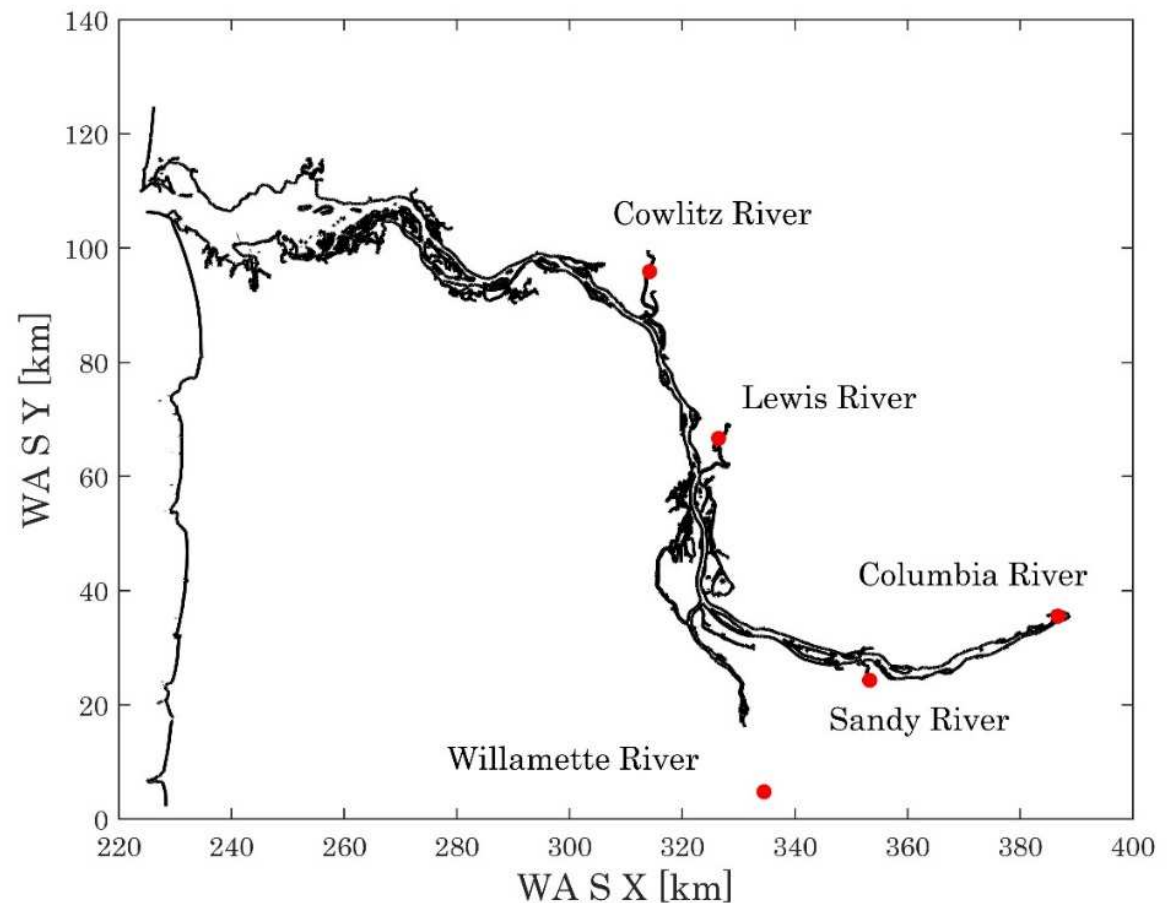 140
120
100
80
60
40
20
0
WA S Y [km]
Cowlitz River
Lewis River
Columbia River
Sandy River
Willamette River
220 240 260 280 300 320 340 360 380 400
WA S X [km]